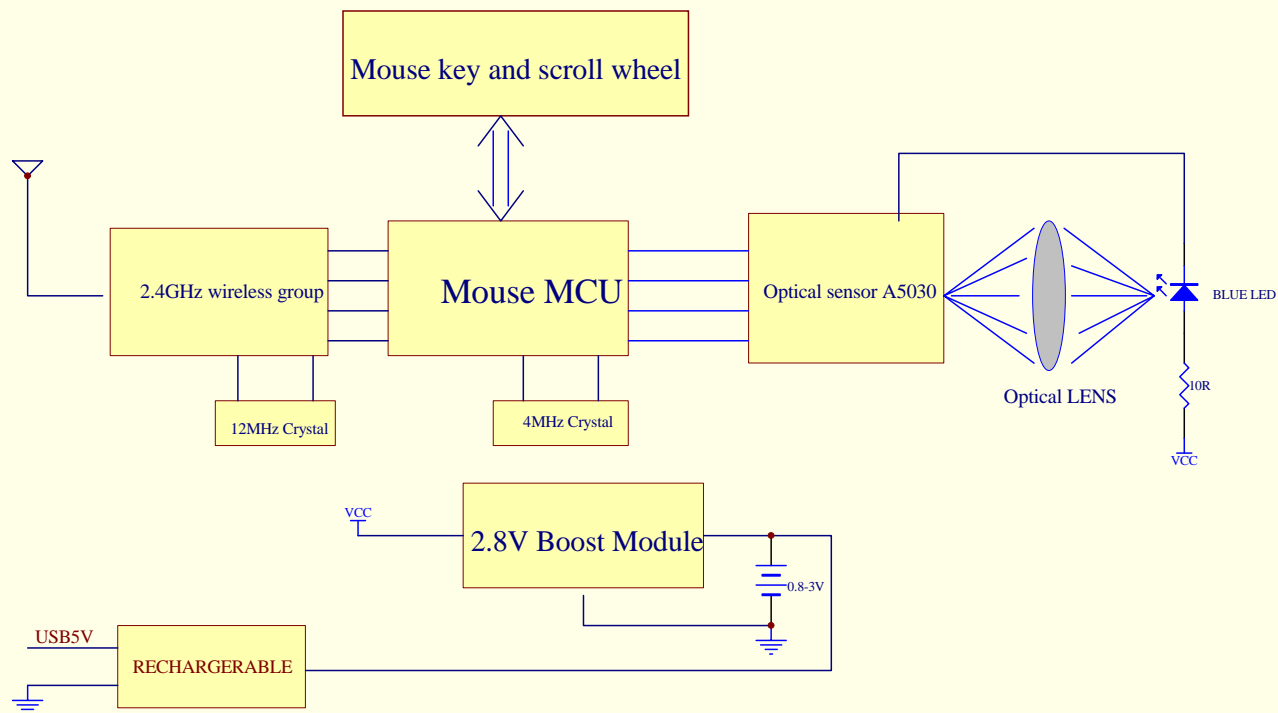 Mouse key and scroll wheel
2.4GHz wireless group
Mouse MCU
Optical sensor A5030
BLUE LED
Optical LENS
10R
12MHz Crystal
4MHz Crystal
VCC
VCC
2.8V Boost Module
0.8-3V
USB5V
RECHARGERABLE